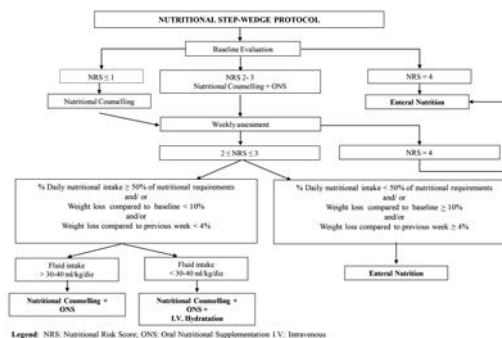 NUTRITIONAL STEP-WEDGE PROTOCOL
Baseline Evaluation
NRS ≤ 1
NRS 2- 3
Nutritional Counselling + ONS
NRS = 4
Nutritional Counselling
Enteral Nutrition
Weekly assessment
2 ≤ NRS ≤ 3
NRS = 4
% Daily nutritional intake ≥ 50% of nutritional requirements
and/ or
Weight loss compared to baseline < 10%
and/or
Weight loss compared to previous week < 4%
% Daily nutritional intake < 50% of nutritional requirements
and/ or
Weight loss compared to baseline ≥ 10%
and/or
Weight loss compared to previous week ≥ 4%
Fluid intake
> 30-40 ml/kg/die
Fluid intake
< 30-40 ml/kg/die
Enteral Nutrition
Nutritional Counselling +
ONS
Nutritional Counselling +
ONS +
I.V. Hydratation
Legend: NRS: Nutritional Risk Score; ONS: Oral Nutritional Supplementation I.V.: Intravenous